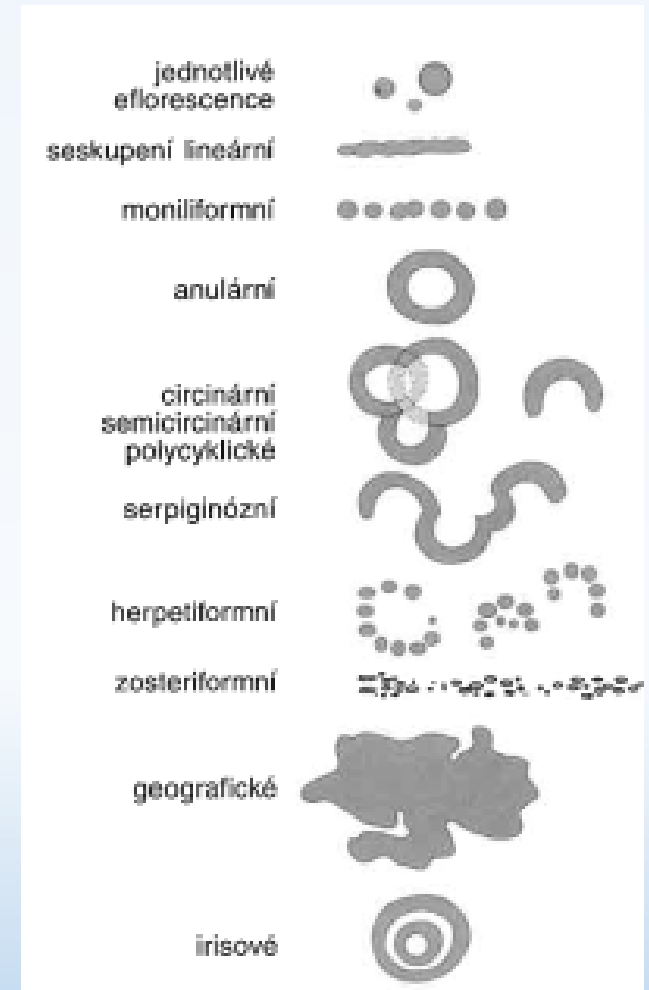 jednotlivé
eflorescence
seskupení lineární
moniliformní
anulární
circinární
semicircinární
polycyklické
serpiginózní
herpetiformní
zosteriformní
geografické
irisové